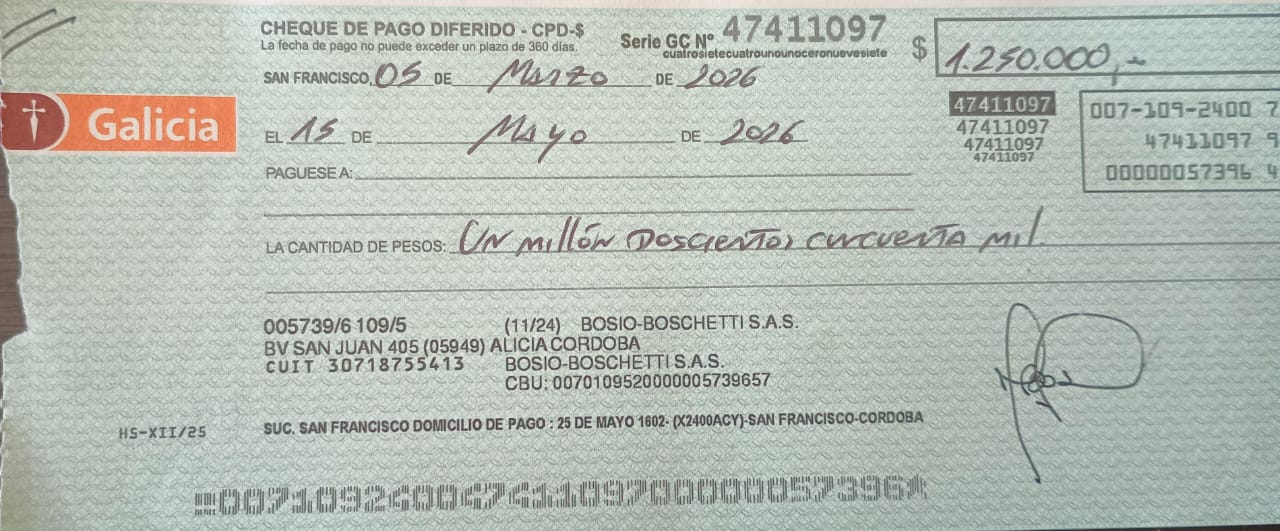 CHEQUE DE PAGO DIFERIDO - CPD-$
La fecha de pago no puede exceder un plazo de 360 días.
Serie GC Nº 47411097
cuatrosietecuatrounounoceronuevesiete
$ 1.250.000,-
SAN FRANCISCO, 05 DE Marzo DE 2026
Galicia
EL 15 DE Mayo DE 2026
47411097
47411097
47411097
47411097
007-109-2400 7
47411097 9
00000057396 4
PAGUESE A:
LA CANTIDAD DE PESOS: Un millón Doscientos cincuenta mil
005739/6 109/5 (11/24) BOSIO-BOSCHETTI S.A.S.
BV SAN JUAN 405 (05949) ALICIA CORDOBA
CUIT 30718755413 BOSIO-BOSCHETTI S.A.S.
CBU: 0070109520000005739657
HS-XII/25
SUC. SAN FRANCISCO DOMICILIO DE PAGO : 25 DE MAYO 1602- (X2400ACY)-SAN FRANCISCO-CORDOBA
00710924004741109700000057396